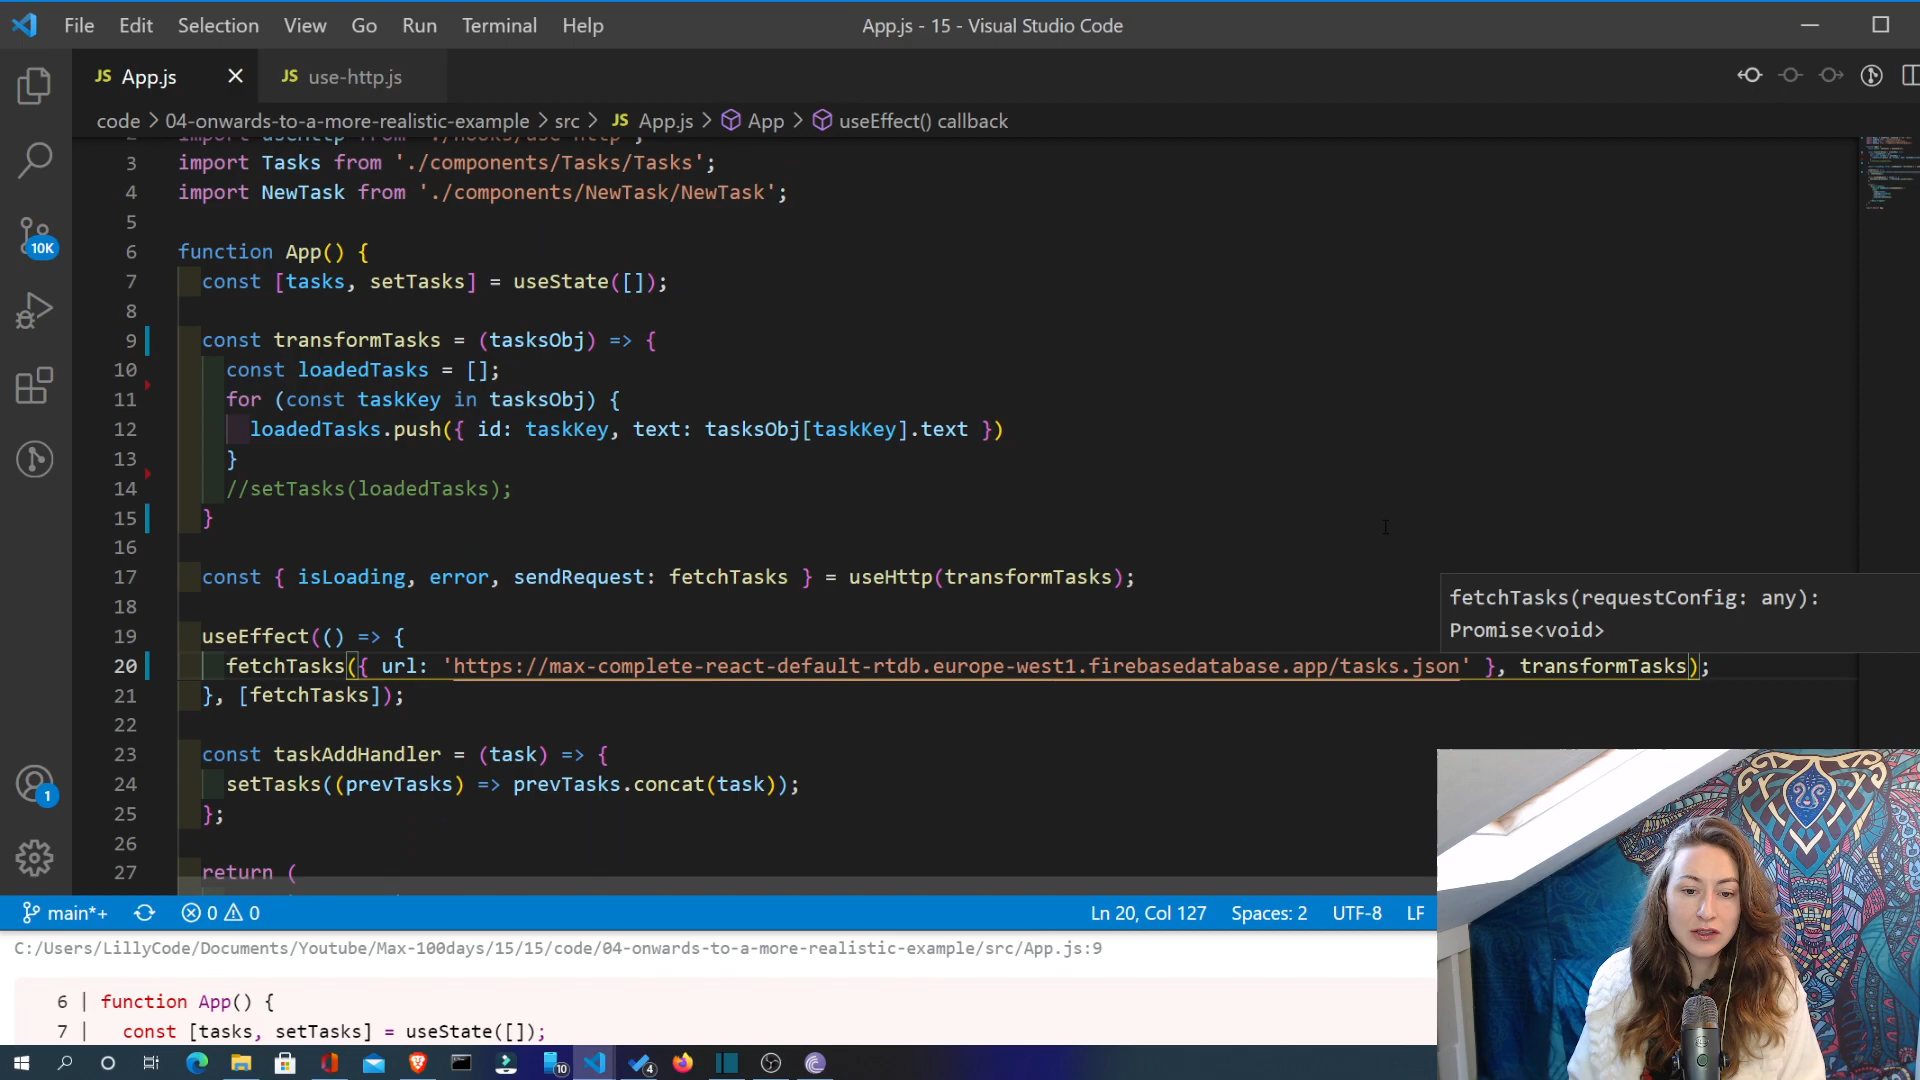 File Edit Selection View Go Run Terminal Help App.js - 15 - Visual Studio Code
JS App.js JS use-http.js
code > 04-onwards-to-a-more-realistic-example > src > JS App.js > App > useEffect() callback
3 import Tasks from './components/Tasks/Tasks';
4 import NewTask from './components/NewTask/NewTask';
5
6 function App() {
7 const [tasks, setTasks] = useState([]);
8
9 const transformTasks = (tasksObj) => {
10 const loadedTasks = [];
11 for (const taskKey in tasksObj) {
12 loadedTasks.push({ id: taskKey, text: tasksObj[taskKey].text })
13 }
14 //setTasks(loadedTasks);
15 }
16
17 const { isLoading, error, sendRequest: fetchTasks } = useHttp(transformTasks);
18
fetchTasks(requestConfig: any):
Promise<void>
19 useEffect(() => {
20 fetchTasks({ url: 'https://max-complete-react-default-rtdb.europe-west1.firebasedatabase.app/tasks.json' }, transformTasks);
21 }, [fetchTasks]);
22
23 const taskAddHandler = (task) => {
24 setTasks((prevTasks) => prevTasks.concat(task));
25 };
26
27 return (
10K
1
main*+ 0 0 Ln 20, Col 127 Spaces: 2 UTF-8 LF
C:/Users/LillyCode/Documents/Youtube/Max-100days/15/15/code/04-onwards-to-a-more-realistic-example/src/App.js:9
6 | function App() {
7 | const [tasks, setTasks] = useState([]);
10 4